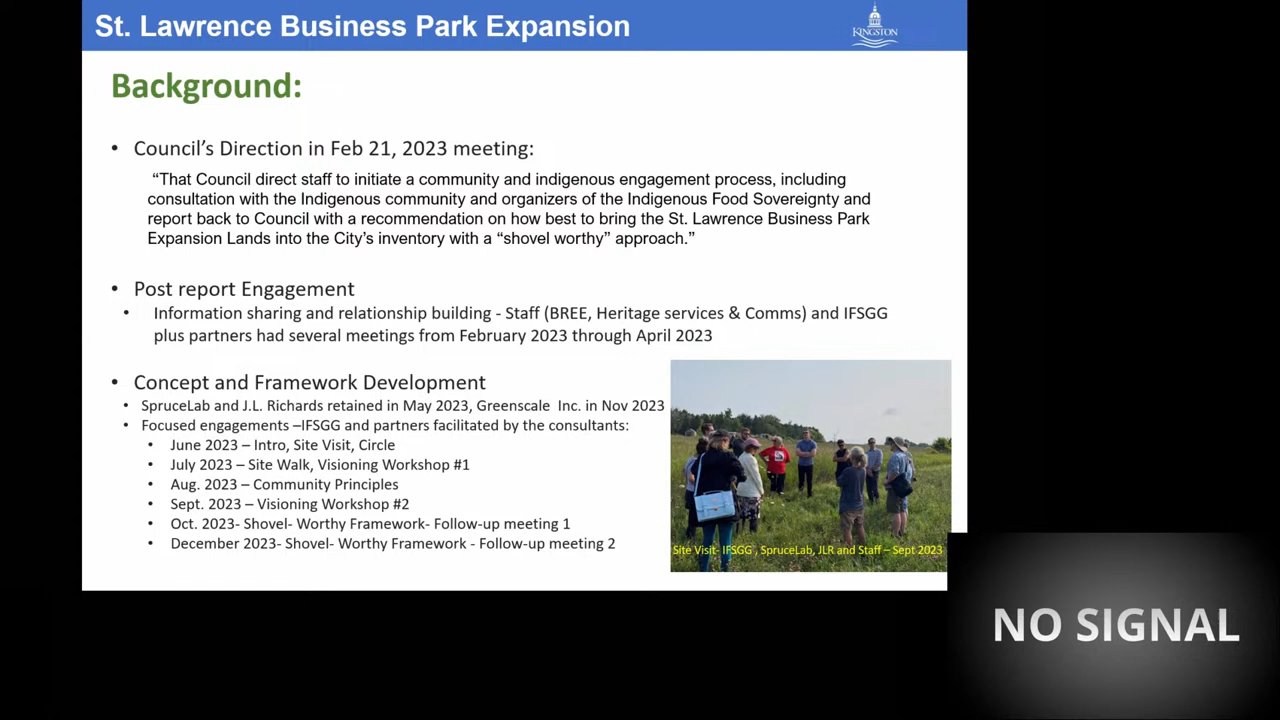 St. Lawrence Business Park Expansion
KINGSTON
Background:
• Council’s Direction in Feb 21, 2023 meeting:
“That Council direct staff to initiate a community and indigenous engagement process, including
consultation with the Indigenous community and organizers of the Indigenous Food Sovereignty and
report back to Council with a recommendation on how best to bring the St. Lawrence Business Park
Expansion Lands into the City’s inventory with a “shovel worthy” approach.”
• Post report Engagement
• Information sharing and relationship building - Staff (BREE, Heritage services & Comms) and IFSGG
plus partners had several meetings from February 2023 through April 2023
• Concept and Framework Development
• SpruceLab and J.L. Richards retained in May 2023, Greenscale Inc. in Nov 2023
• Focused engagements –IFSGG and partners facilitated by the consultants:
• June 2023 – Intro, Site Visit, Circle
• July 2023 – Site Walk, Visioning Workshop #1
• Aug. 2023 – Community Principles
• Sept. 2023 – Visioning Workshop #2
• Oct. 2023- Shovel- Worthy Framework- Follow-up meeting 1
• December 2023- Shovel- Worthy Framework - Follow-up meeting 2
Site Visit- IFSGG , SpruceLab, JLR and Staff – Sept 2023
NO SIGNAL